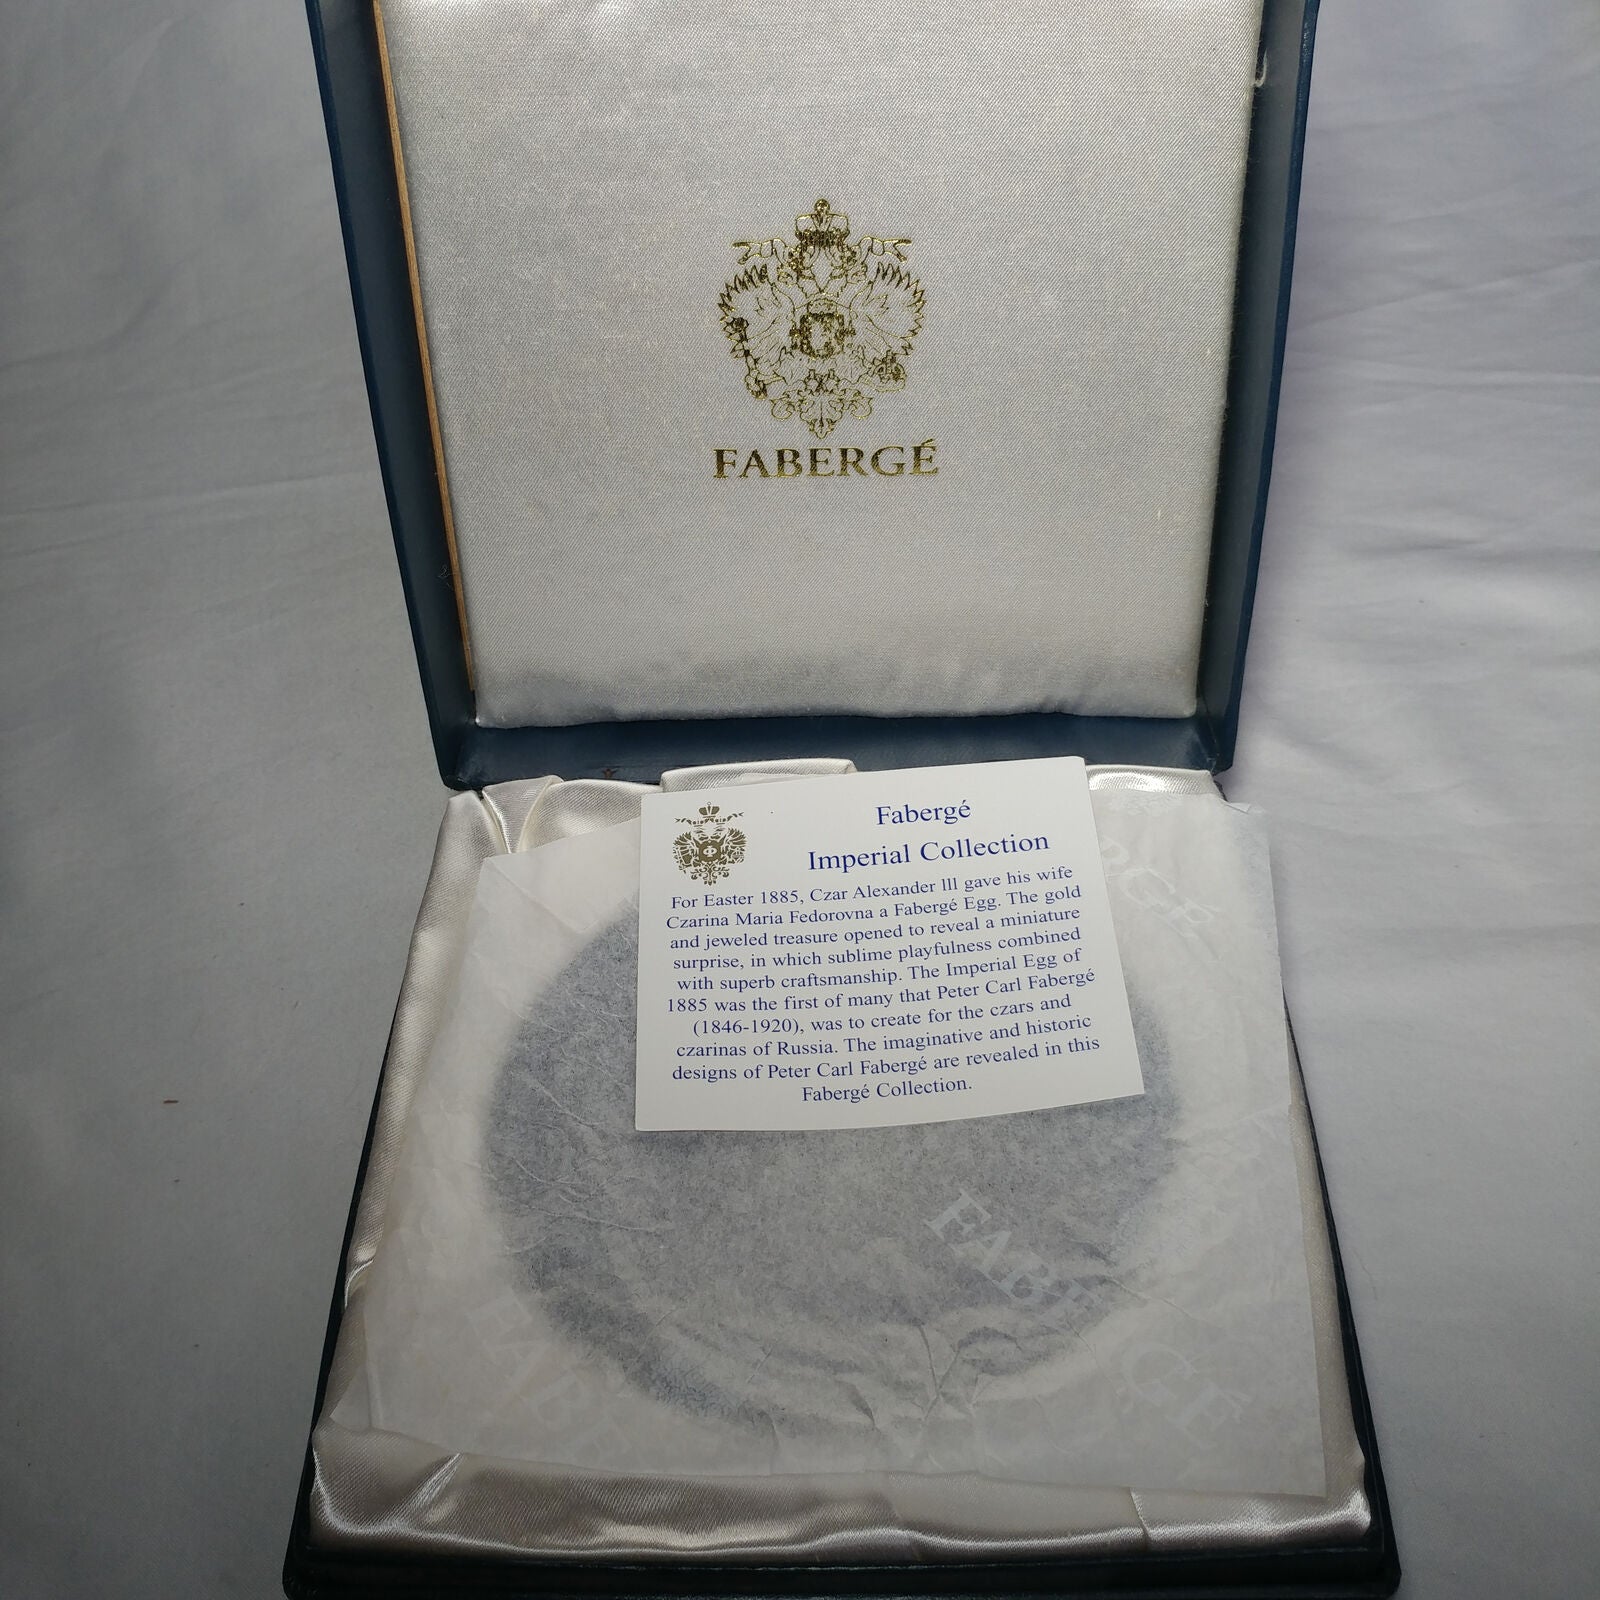 FABERGÉ
Fabergé
Imperial Collection
For Easter 1885, Czar Alexander lll gave his wife
Czarina Maria Fedorovna a Fabergé Egg. The gold
and jeweled treasure opened to reveal a miniature
surprise, in which sublime playfulness combined
with superb craftsmanship. The Imperial Egg of
1885 was the first of many that Peter Carl Fabergé
(1846-1920), was to create for the czars and
czarinas of Russia. The imaginative and historic
designs of Peter Carl Fabergé are revealed in this
Fabergé Collection.
FABERGÉ